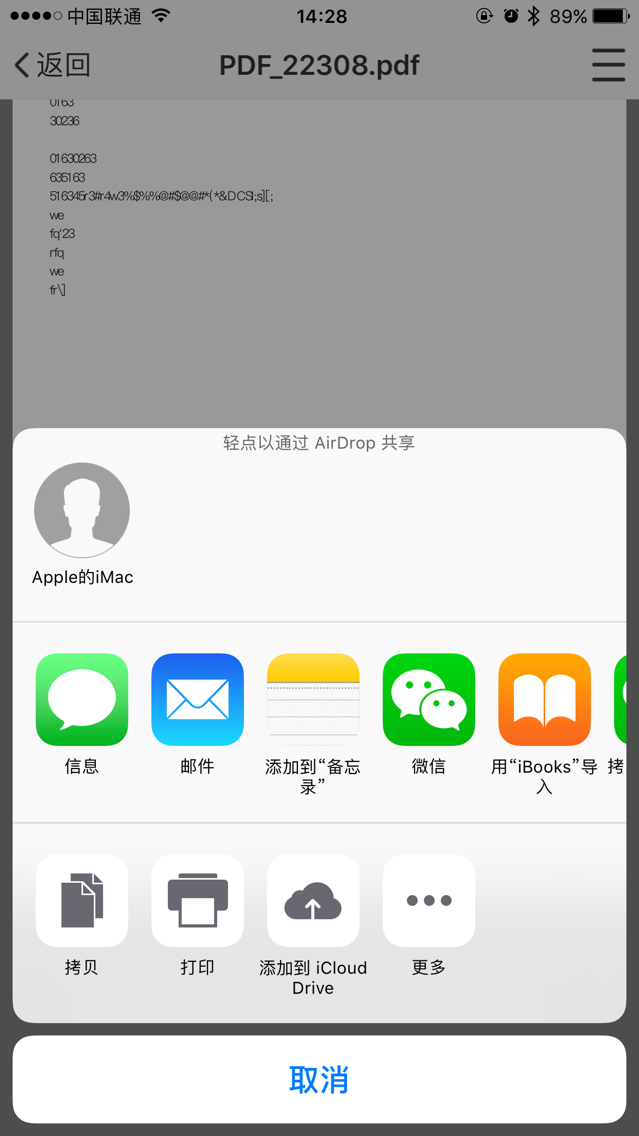 中国联通
14:28
89%
返回
PDF_22308.pdf
0163
30236
01630263
635163
516345r3#r4w3%$%%@#$@@#*(*&DCSl;s][;
we
fq'23
rfq
we
fr\]
轻点以通过 AirDrop 共享
Apple的iMac
信息
邮件
添加到“备忘
录”
微信
用“iBooks”导
入
拷
拷贝
打印
添加到 iCloud
Drive
更多
取消